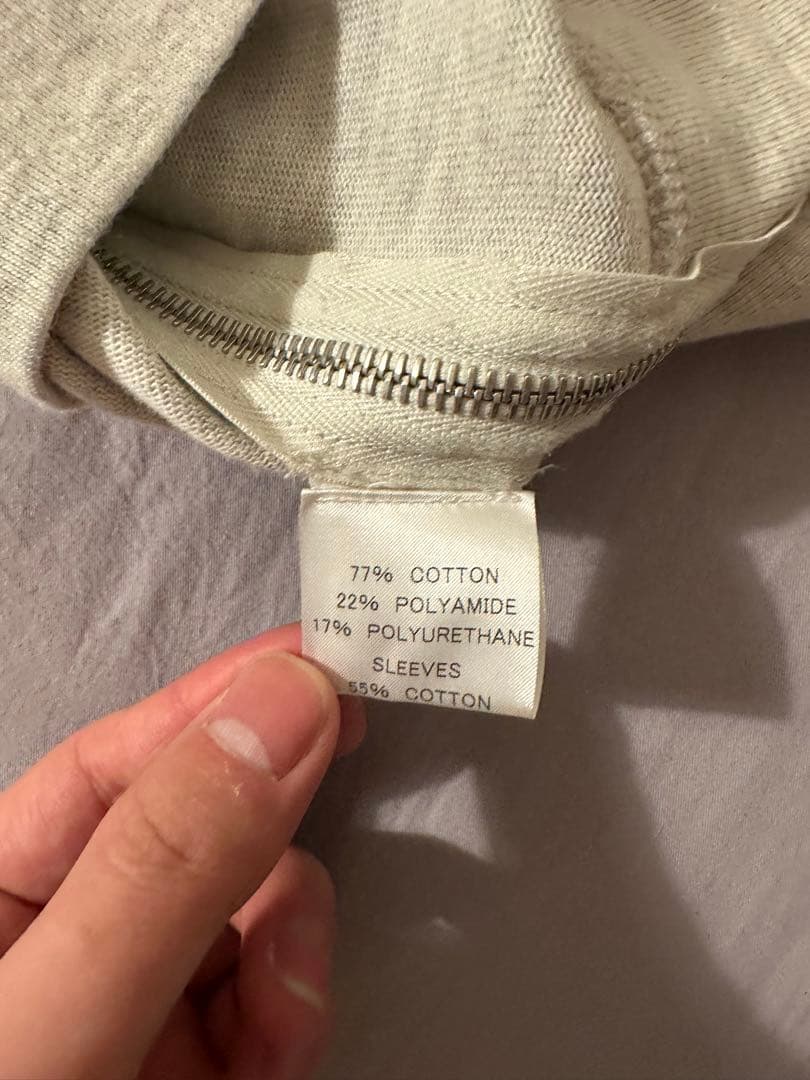 77% COTTON
22% POLYAMIDE
17% POLYURETHANE
SLEEVES
55% COTTON